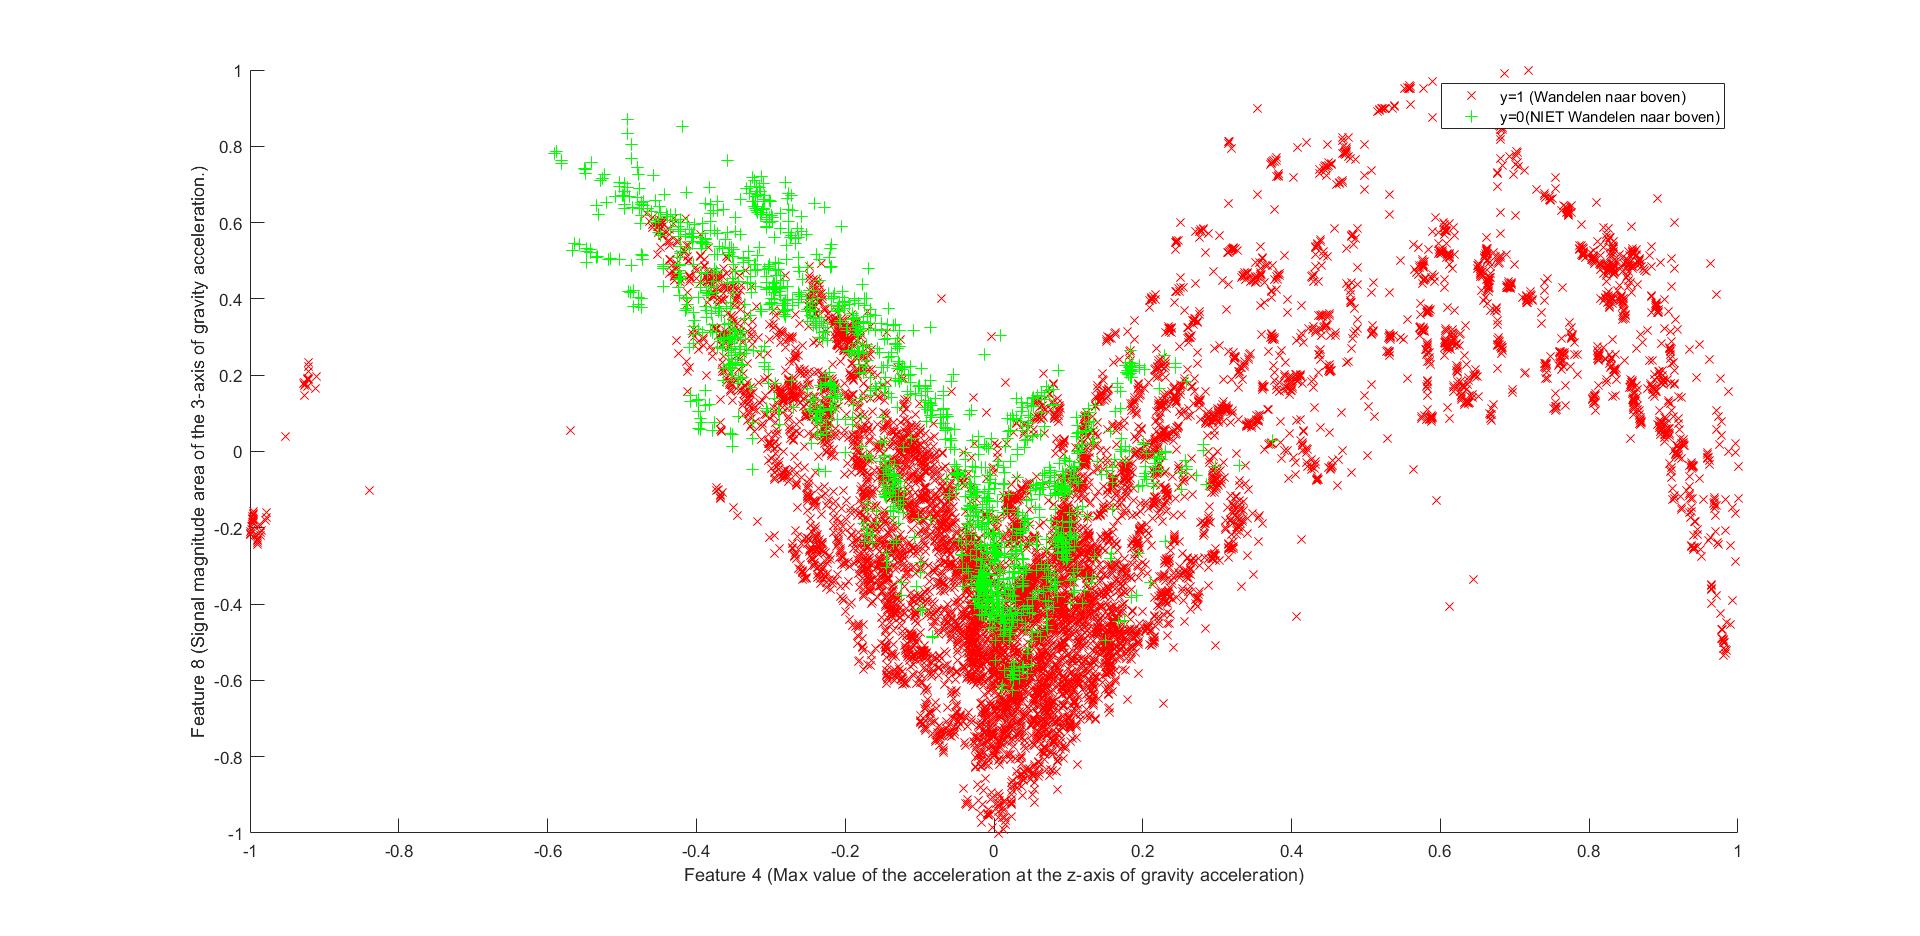 y=1 (Wandelen naar boven)
y=0(NIET Wandelen naar boven)
Feature 8 (Signal magnitude area of the 3-axis of gravity acceleration.)
1
0.8
0.6
0.4
0.2
0
-0.2
-0.4
-0.6
-0.8
-1
-1 -0.8 -0.6 -0.4 -0.2 0 0.2 0.4 0.6 0.8 1
Feature 4 (Max value of the acceleration at the z-axis of gravity acceleration)